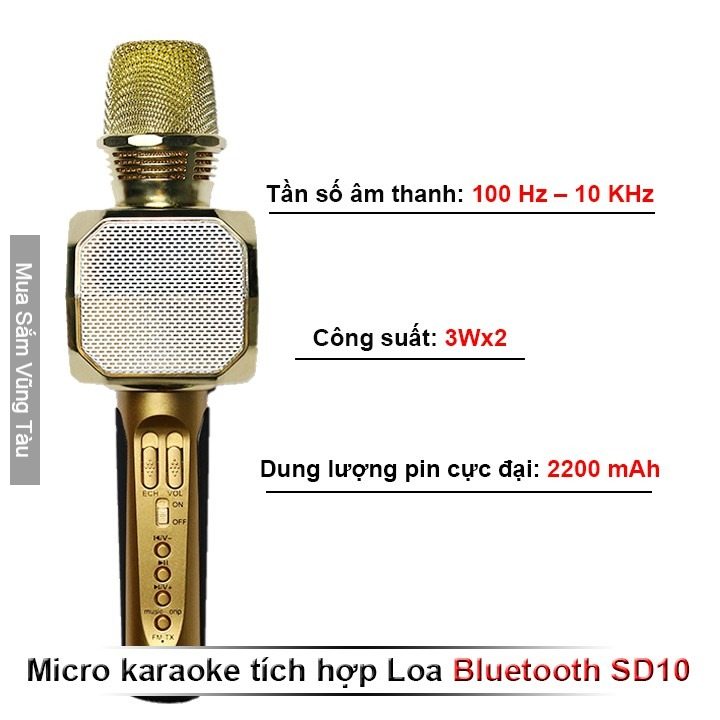 Tần số âm thanh: 100 Hz – 10 KHz
Mua Sắm Vũng Tàu
Công suất: 3Wx2
Dung lượng pin cực đại: 2200 mAh
ECH VOL
ON
OFF
V-
V+
music
FM TX
Micro karaoke tích hợp Loa Bluetooth SD10